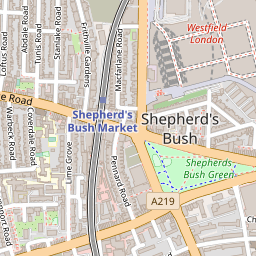 Loftus Road
Abdale Road
Tunis Road
Stanlake Road
Frithville Gardens
Macfarlane Road
Westfield
London
e Road
Shepherd's
Bush Market
Shepherd's
Bush
Warbeck Road
Coverdale Road
Lime Grove
Shepherds
Bush Green
Pennard Road
A219